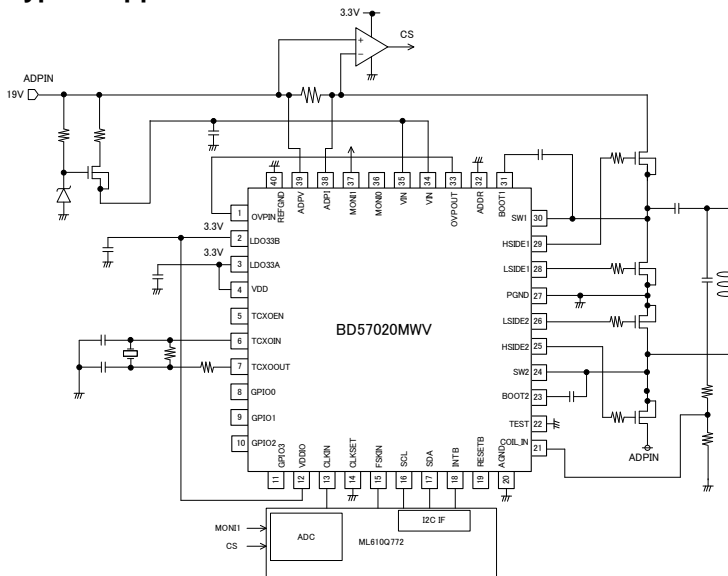 3.3V
CS
ADPIN
19V
40
39
38
37
36
35
34
33
32
31
REFGND
ADPV
ADPI
MONI1
MONI0
VIN
VIN
OVPOUT
ADDR
BOOT1
1 OVPIN
3.3V
2 LDO33B
3.3V
3 LDO33A
4 VDD
5 TCXOEN
6 TCXOIN
7 TCXOOUT
8 GPIO0
9 GPIO1
10 GPIO2
BD57020MWV
SW1 30
HSIDE1 29
LSIDE1 28
PGND 27
LSIDE2 26
HSIDE2 25
SW2 24
BOOT2 23
TEST 22
COIL_IN 21
ADPIN
GPIO3
VDDIO
CLKIN
CLKSET
FSKIN
SCL
SDA
INTB
RESETB
AGND
11
12
13
14
15
16
17
18
19
20
MONI1
CS
ADC
ML610Q772
I2C IF